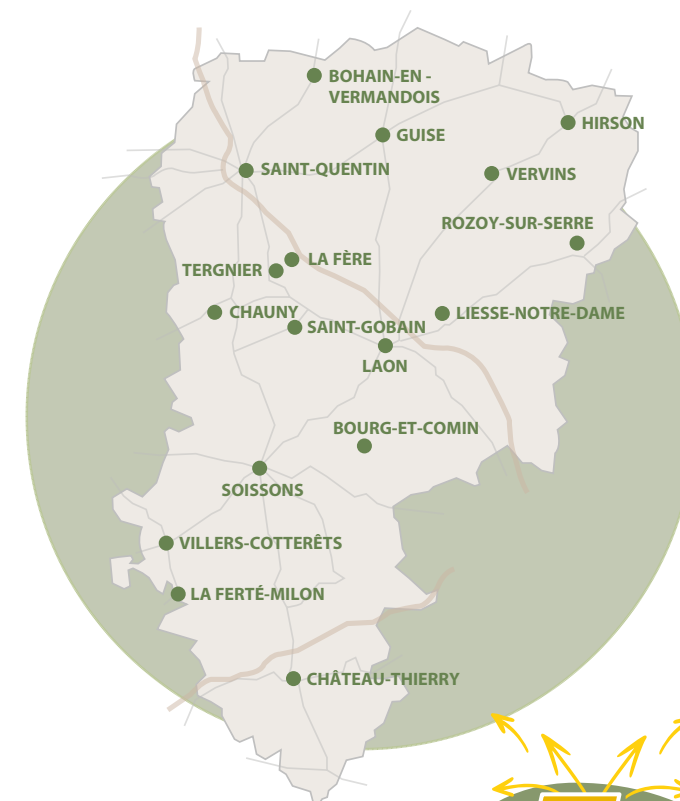 BOHAIN-EN -
VERMANDOIS
HIRSON
GUISE
SAINT-QUENTIN
VERVINS
ROZOY-SUR-SERRE
LA FÈRE
TERGNIER
CHAUNY
LIESSE-NOTRE-DAME
SAINT-GOBAIN
LAON
BOURG-ET-COMIN
SOISSONS
VILLERS-COTTERÊTS
LA FERTÉ-MILON
CHÂTEAU-THIERRY